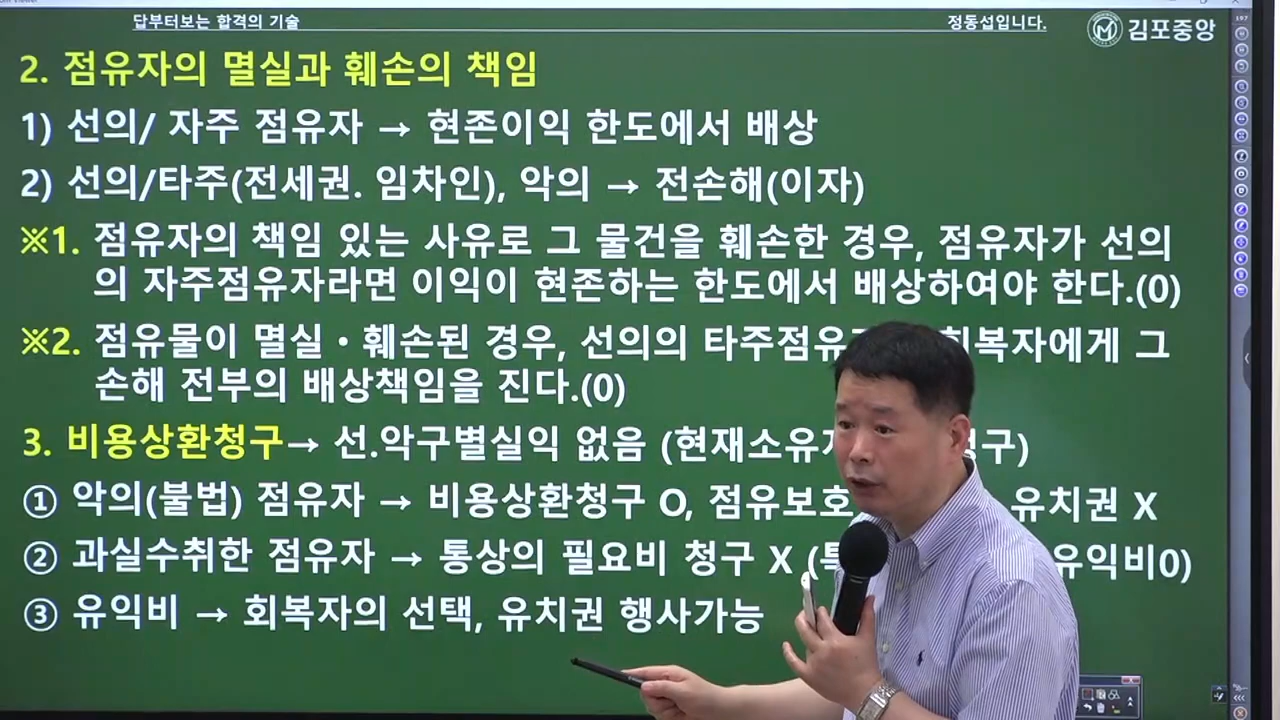 답부터보는 합격의 기술
정동섭입니다.
김포중앙
2. 점유자의 멸실과 훼손의 책임
1) 선의/ 자주 점유자 → 현존이익 한도에서 배상
2) 선의/타주(전세권. 임차인), 악의 → 전손해(이자)
※1. 점유자의 책임 있는 사유로 그 물건을 훼손한 경우, 점유자가 선의
의 자주점유자라면 이익이 현존하는 한도에서 배상하여야 한다.(0)
※2. 점유물이 멸실・훼손된 경우, 선의의 타주점유 회복자에게 그
손해 전부의 배상책임을 진다.(0)
3. 비용상환청구→ 선.악구별실익 없음 (현재소유 구)
① 악의(불법) 점유자 → 비용상환청구 O, 점유보호 유치권 X
② 과실수취한 점유자 → 통상의 필요비 청구 X ( 유익비0)
③ 유익비 → 회복자의 선택, 유치권 행사가능
197